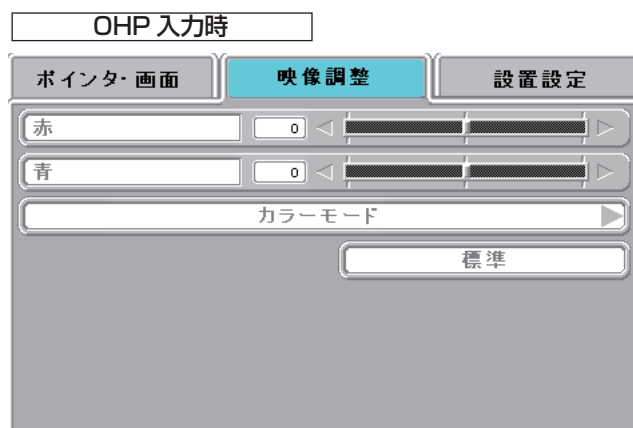 OHP 入力時
ポインタ・画面 映像調整 設置設定
赤 0
青 0
カラーモード
標準